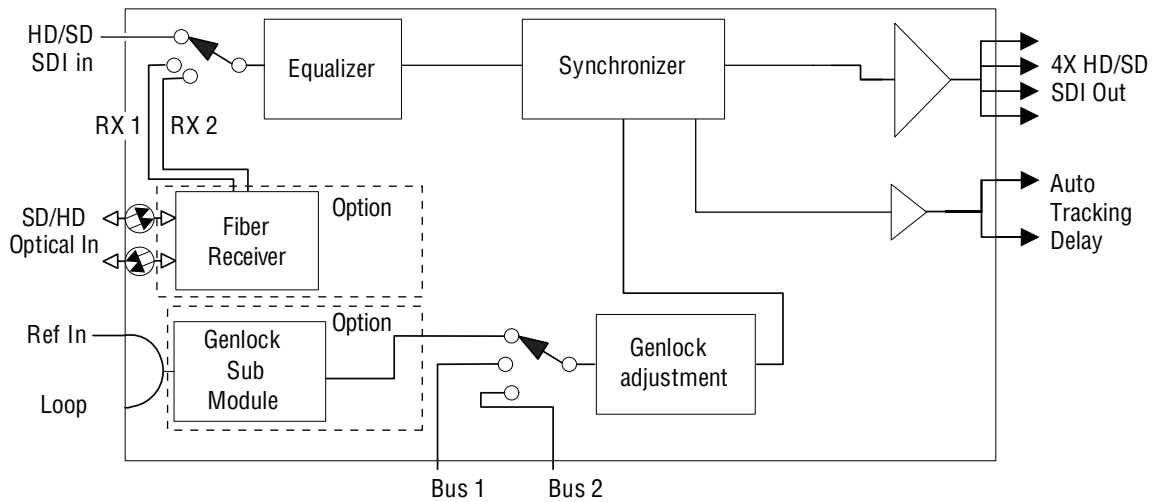 HD/SD
SDI in
Equalizer
Synchronizer
4X HD/SD
SDI Out
RX 1
RX 2
Option
SD/HD
Optical In
Fiber
Receiver
Auto
Tracking
Delay
Option
Ref In
Loop
Genlock
Sub
Module
Genlock
adjustment
Bus 1
Bus 2